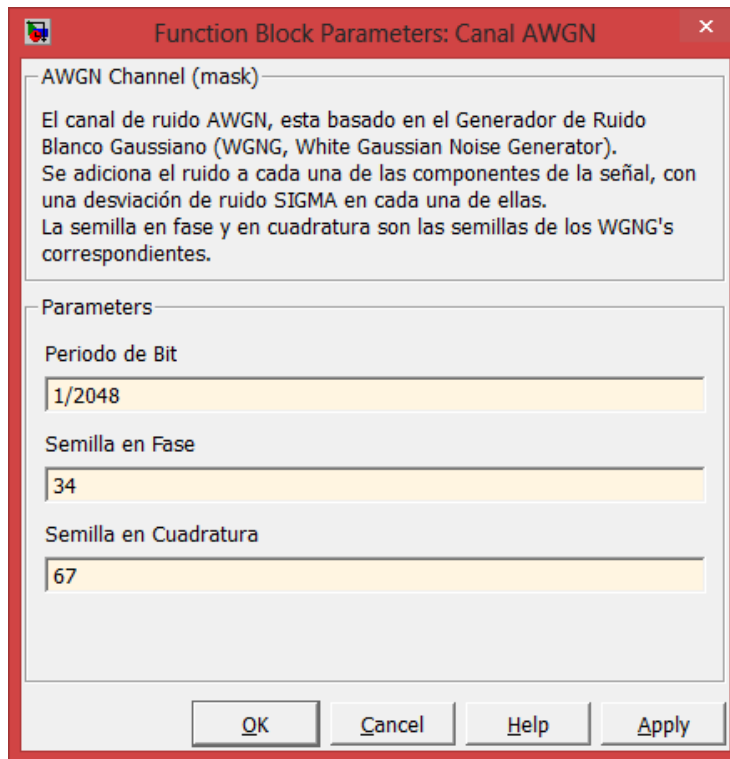 Function Block Parameters: Canal AWGN
×
AWGN Channel (mask)
El canal de ruido AWGN, esta basado en el Generador de Ruido
Blanco Gaussiano (WGNG, White Gaussian Noise Generator).
Se adiciona el ruido a cada una de las componentes de la señal, con
una desviación de ruido SIGMA en cada una de ellas.
La semilla en fase y en cuadratura son las semillas de los WGNG's
correspondientes.
Parameters
Periodo de Bit
1/2048
Semilla en Fase
34
Semilla en Cuadratura
67
OK Cancel Help Apply